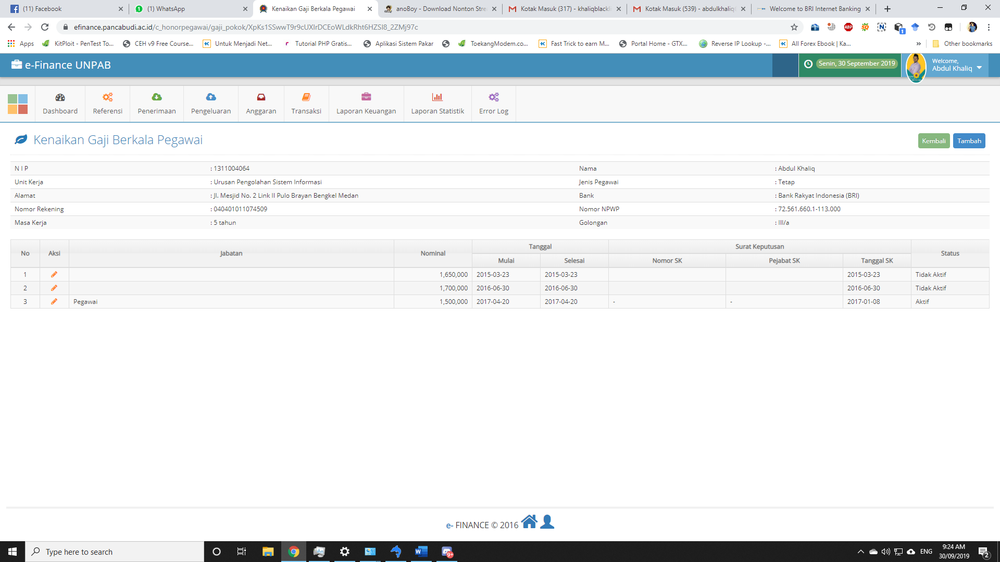 (11) Facebook
(1) WhatsApp
Kenaikan Gaji Berkala Pegawai
anoBoy - Download Nonton Stre
Kotak Masuk (317) - khaliqblackli
Kotak Masuk (539) - abdulkhaliq
Welcome to BRI Internet Banking
efinance.pancabudi.ac.id/c_honorpegawai/gaji_pokok/XpKs1SSwwT9r9cUXIrDCEoWLdkRht6HZSI8_2ZMj97c
ABP
1
Apps
KitPloit - PenTest To...
CEH v9 Free Course...
Untuk Menjadi Net...
Tutorial PHP Gratis...
Aplikasi Sistem Pakar
ToekangModem.co...
Fast Trick to earn M...
Portal Home - GTX...
Reverse IP Lookup -...
All Forex Ebook | Ka...
»
Other bookmarks
e-Finance UNPAB
Senin, 30 September 2019
Welcome,
Abdul Khaliq
Dashboard
Referensi
Penerimaan
Pengeluaran
Anggaran
Transaksi
Laporan Keuangan
Laporan Statistik
Error Log
Kenaikan Gaji Berkala Pegawai
Kembali
Tambah
N I P : 1311004064 Nama : Abdul Khaliq
Unit Kerja : Urusan Pengolahan Sistem Informasi Jenis Pegawai : Tetap
Alamat : Jl. Mesjid No. 2 Link II Pulo Brayan Bengkel Medan Bank : Bank Rakyat Indonesia (BRI)
Nomor Rekening : 040401011074509 Nomor NPWP : 72.561.660.1-113.000
Masa Kerja : 5 tahun Golongan : III/a
No Aksi Jabatan Nominal Tanggal Surat Keputusan Status
Mulai Selesai Nomor SK Pejabat SK Tanggal SK
1 1,650,000 2015-03-23 2015-03-23 2015-03-23 Tidak Aktif
2 1,700,000 2016-06-30 2016-06-30 2016-06-30 Tidak Aktif
3 Pegawai 1,500,000 2017-04-20 2017-04-20 - - 2017-01-08 Aktif
e- FINANCE © 2016
Type here to search
9+
ENG
9:24 AM
30/09/2019
2